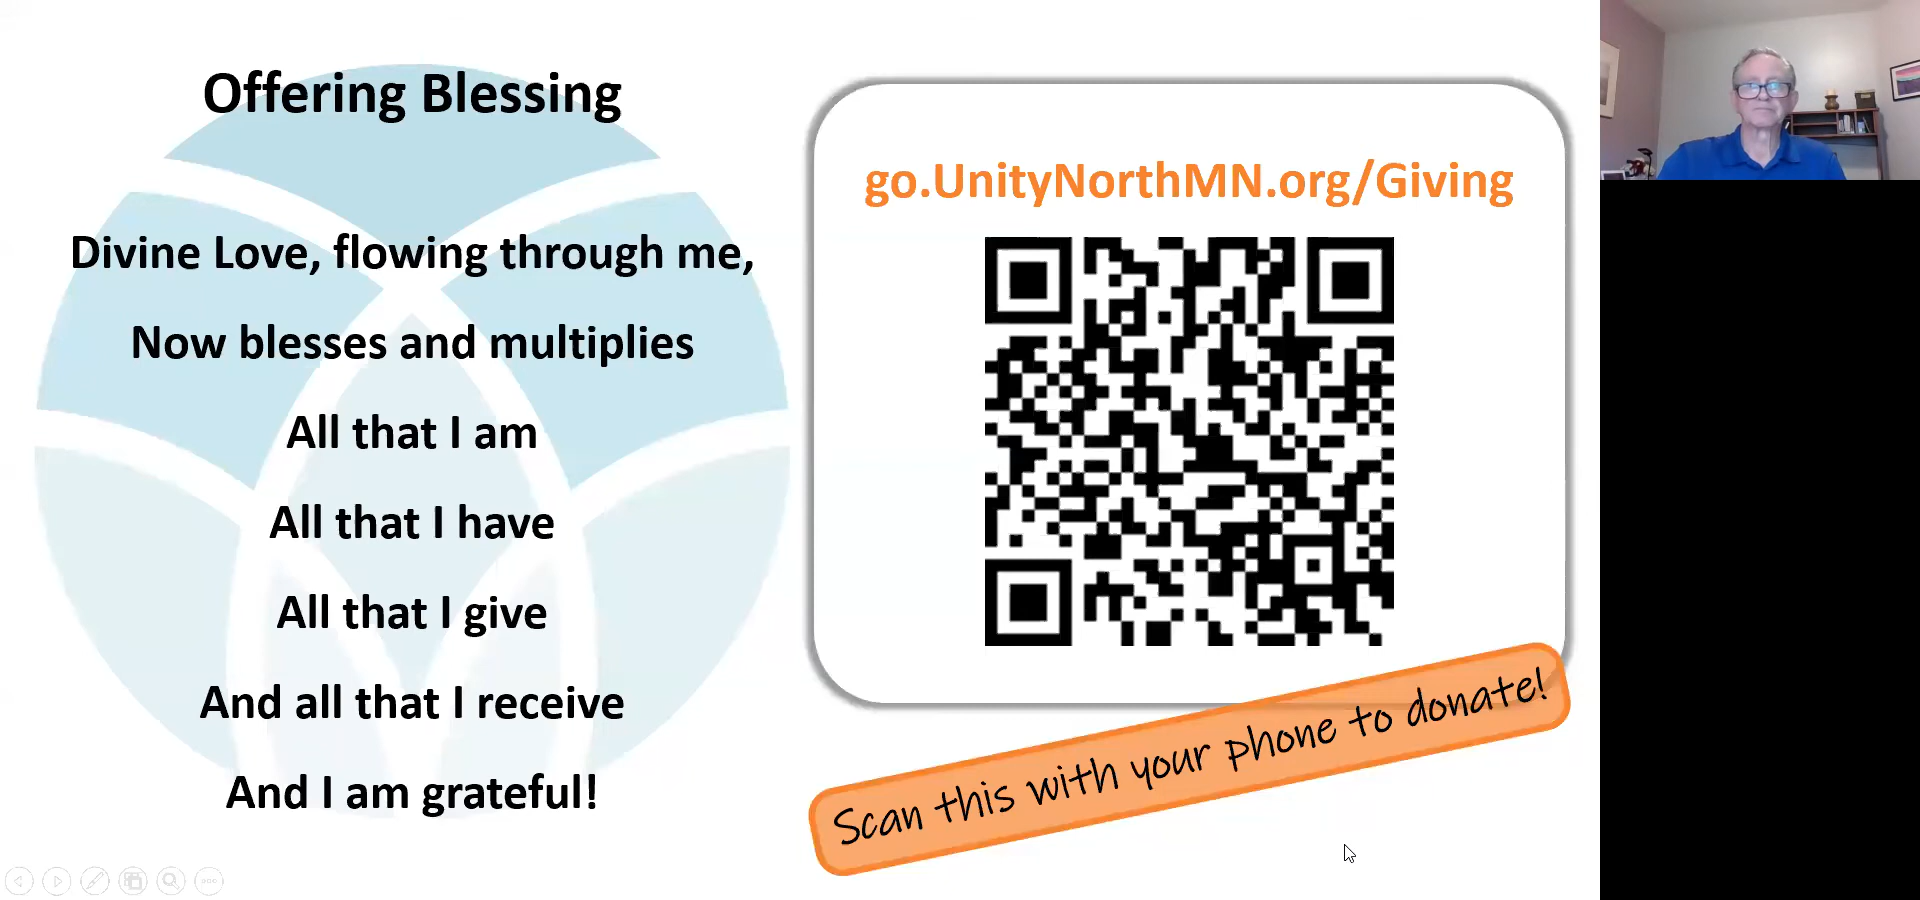 Offering Blessing
Divine Love, flowing through me,
Now blesses and multiplies
All that I am
All that I have
All that I give
And all that I receive
And I am grateful!
go.UnityNorthMN.org/Giving
Scan this with your phone to donate!